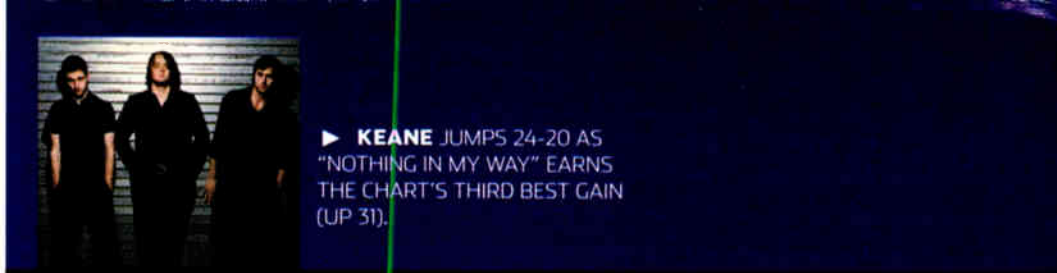 ► KEANE JUMPS 24-20 AS
"NOTHING IN MY WAY" EARNS
THE CHART'S THIRD BEST GAIN
(UP 31).